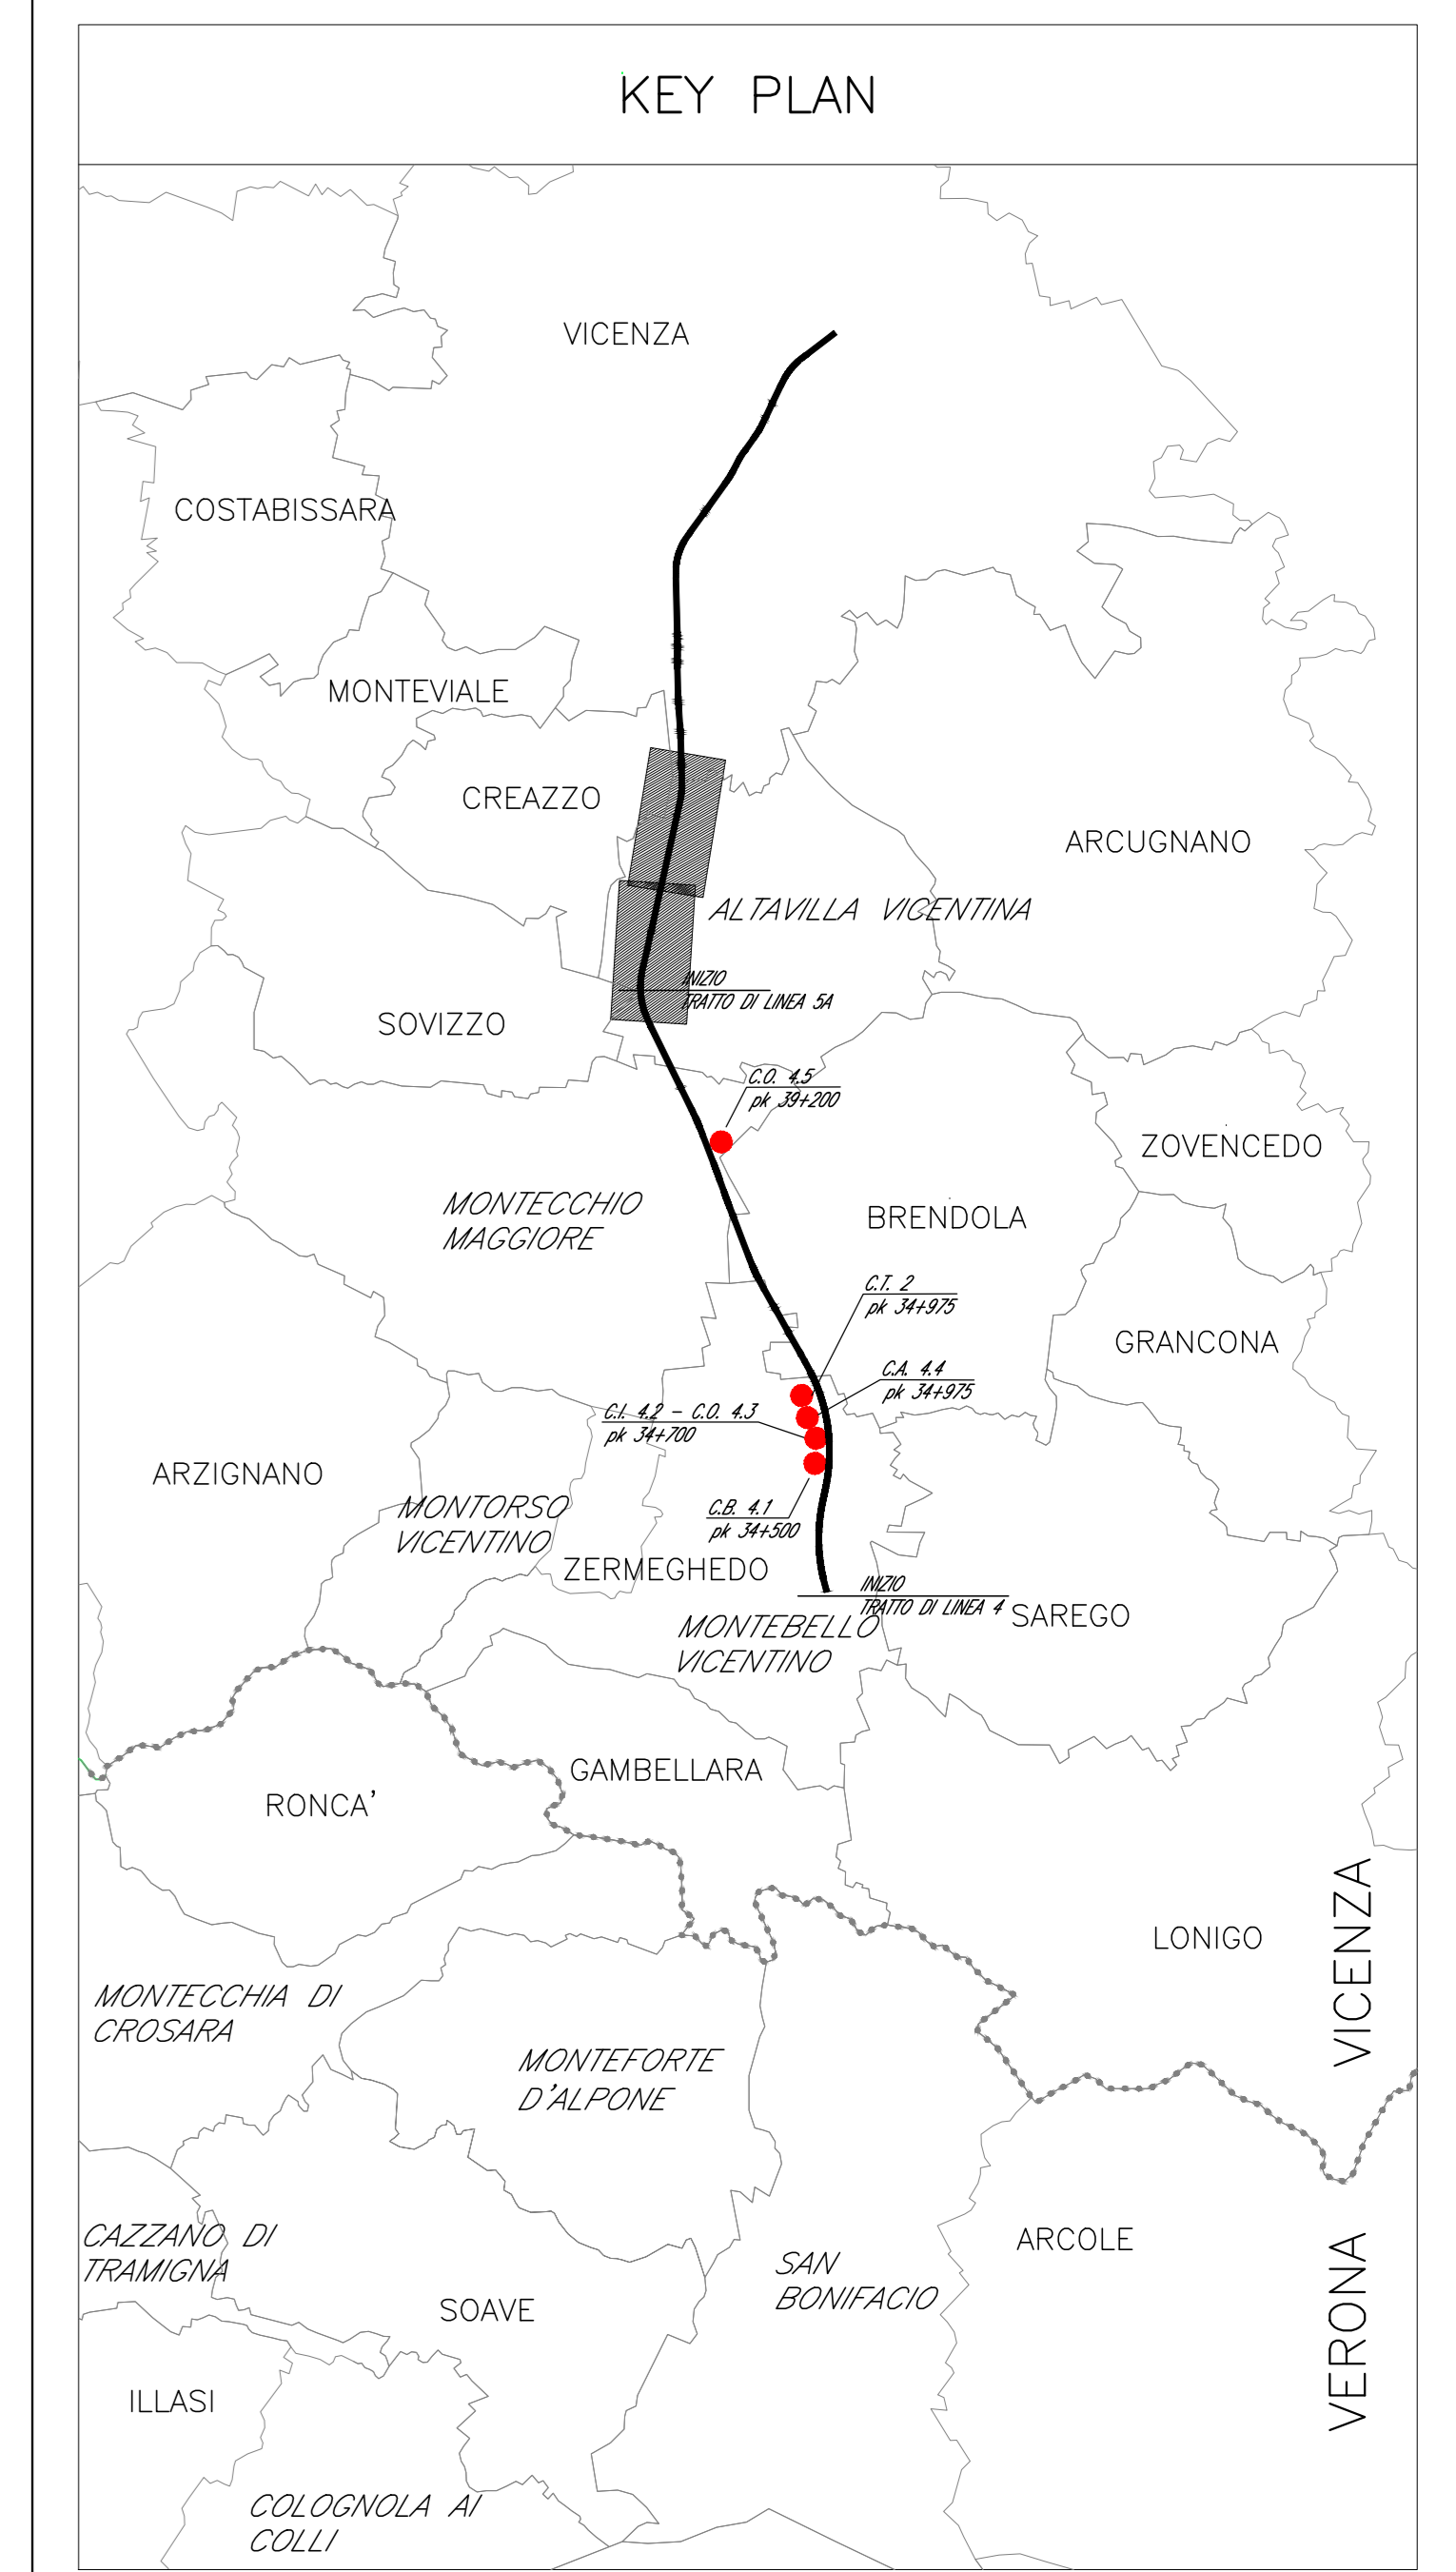 KEY PLAN
VICENZA
COSTABISSARA
MONTEVIALE
CREAZZO
ARCUGNANO
ALTAVILLA VICENTINA
INIZIO
TRATTO DI LINEA 5A
SOVIZZO
C.O. 4.5
pk 39+200
ZOVENCEDO
MONTECCHIO
MAGGIORE
BRENDOLA
C.T. 2
pk 34+975
GRANCONA
C.A. 4.4
pk 34+975
C.I. 4.2 - C.O. 4.3
pk 34+700
ARZIGNANO
MONTORSO
VICENTINO
C.B. 4.1
pk 34+500
ZERMEGHEDO
INIZIO
TRATTO DI LINEA 4
SAREGO
MONTEBELLO
VICENTINO
GAMBELLARA
RONCA'
LONIGO
VICENZA
MONTECCHIA DI
CROSARA
MONTEFORTE
D'ALPONE
CAZZANO DI
TRAMIGNA
ARCOLE
SAN
BONIFACIO
SOAVE
VERONA
ILLASI
COLOGNOLA AI
COLLI